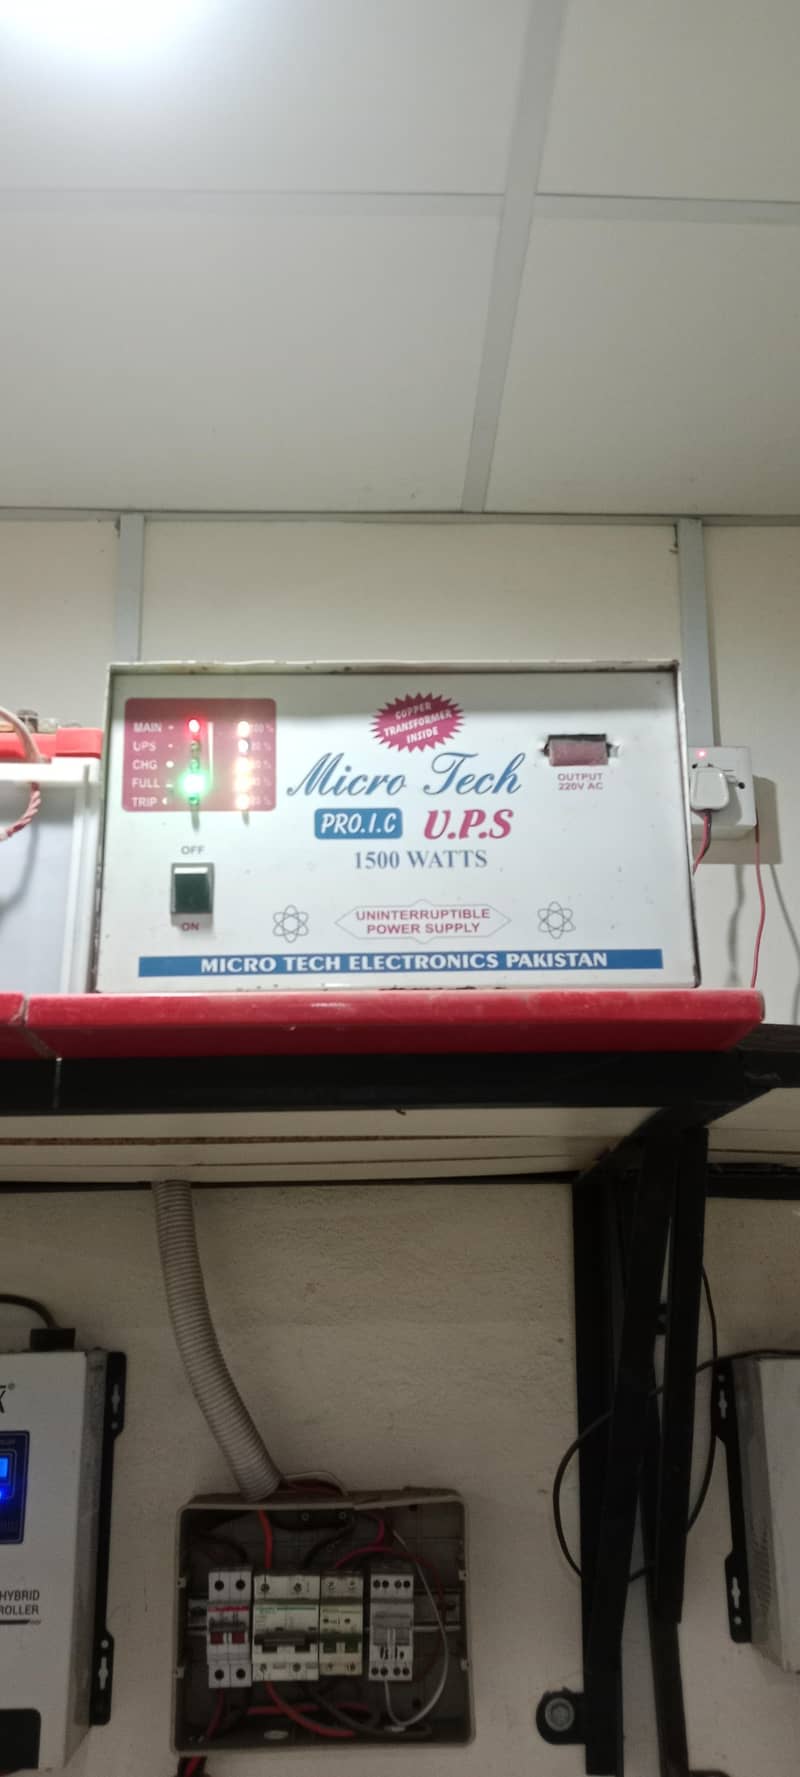 MAIN
UPS
CHG
FULL
TRIP
100 %
COPPER
TRANSFORMER
INSIDE
Micro Tech
PRO.I.C U.P.S
1500 WATTS
OUTPUT
220V AC
OFF
ON
UNINTERRUPTIBLE
POWER SUPPLY
MICRO TECH ELECTRONICS PAKISTAN
HYBRID